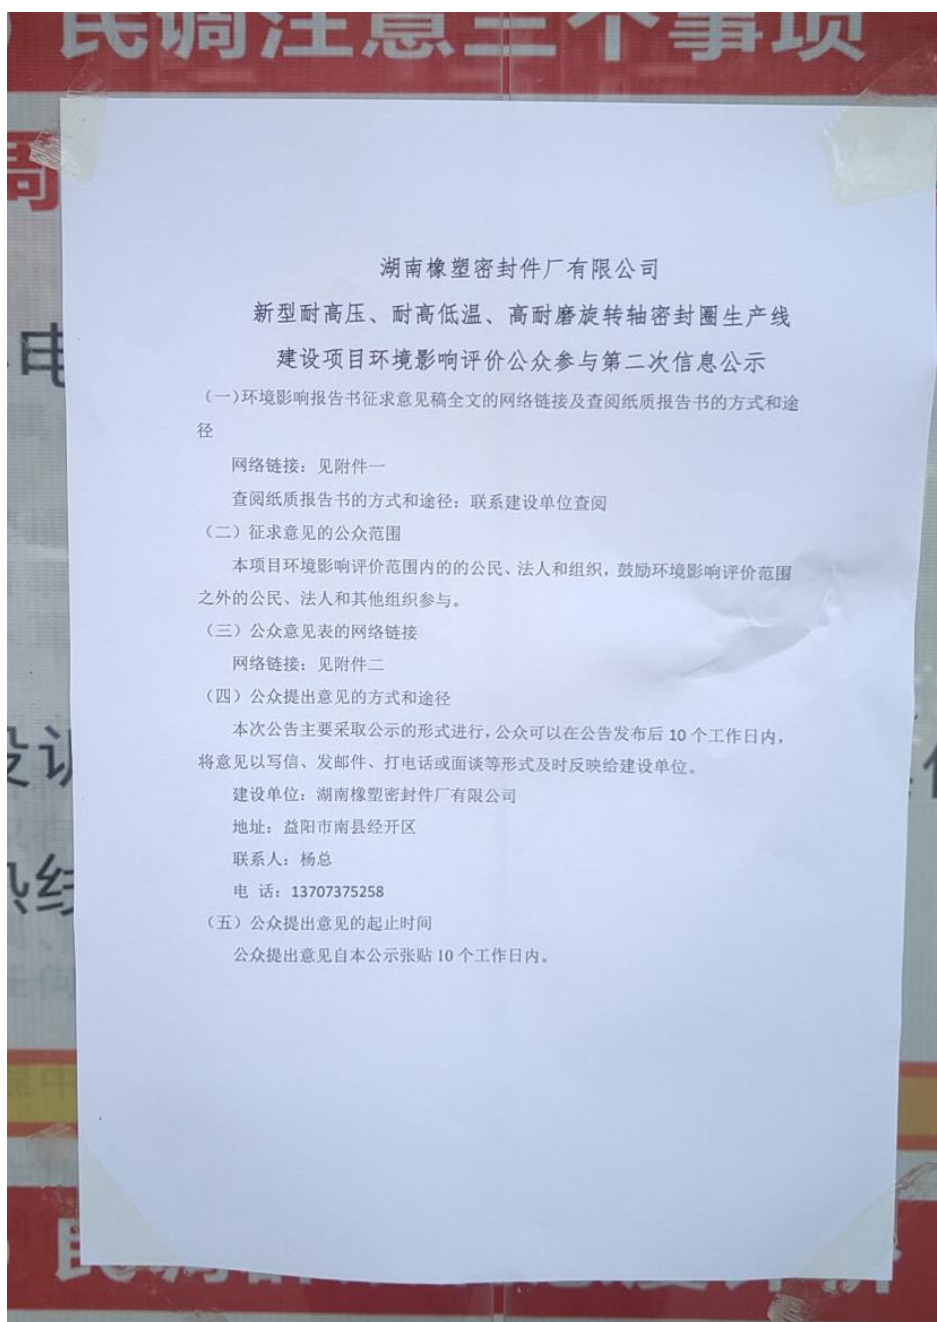 民调注意三个事项
湖南橡塑密封件厂有限公司
新型耐高压、耐高低温、高耐磨旋转轴密封圈生产线
建设项目环境影响评价公众参与第二次信息公示
（一）环境影响报告书征求意见稿全文的网络链接及查阅纸质报告书的方式和途
径
网络链接：见附件一
查阅纸质报告书的方式和途径：联系建设单位查阅
（二）征求意见的公众范围
本项目环境影响评价范围内的的公民、法人和组织，鼓励环境影响评价范围
之外的公民、法人和其他组织参与。
（三）公众意见表的网络链接
网络链接：见附件二
（四）公众提出意见的方式和途径
本次公告主要采取公示的形式进行，公众可以在公告发布后 10 个工作日内，
将意见以写信、发邮件、打电话或面谈等形式及时反映给建设单位。
建设单位：湖南橡塑密封件厂有限公司
地址：益阳市南县经开区
联系人：杨总
电 话：13707375258
（五）公众提出意见的起止时间
公众提出意见自本公示张贴 10 个工作日内。